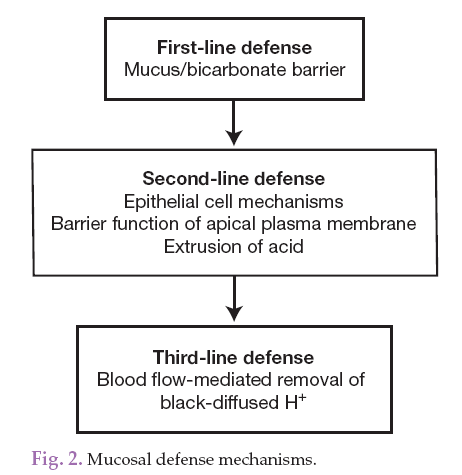 First-line defense
Mucus/bicarbonate barrier
Second-line defense
Epithelial cell mechanisms
Barrier function of apical plasma membrane
Extrusion of acid
Third-line defense
Blood flow-mediated removal of
black-diffused H⁺
Fig. 2. Mucosal defense mechanisms.